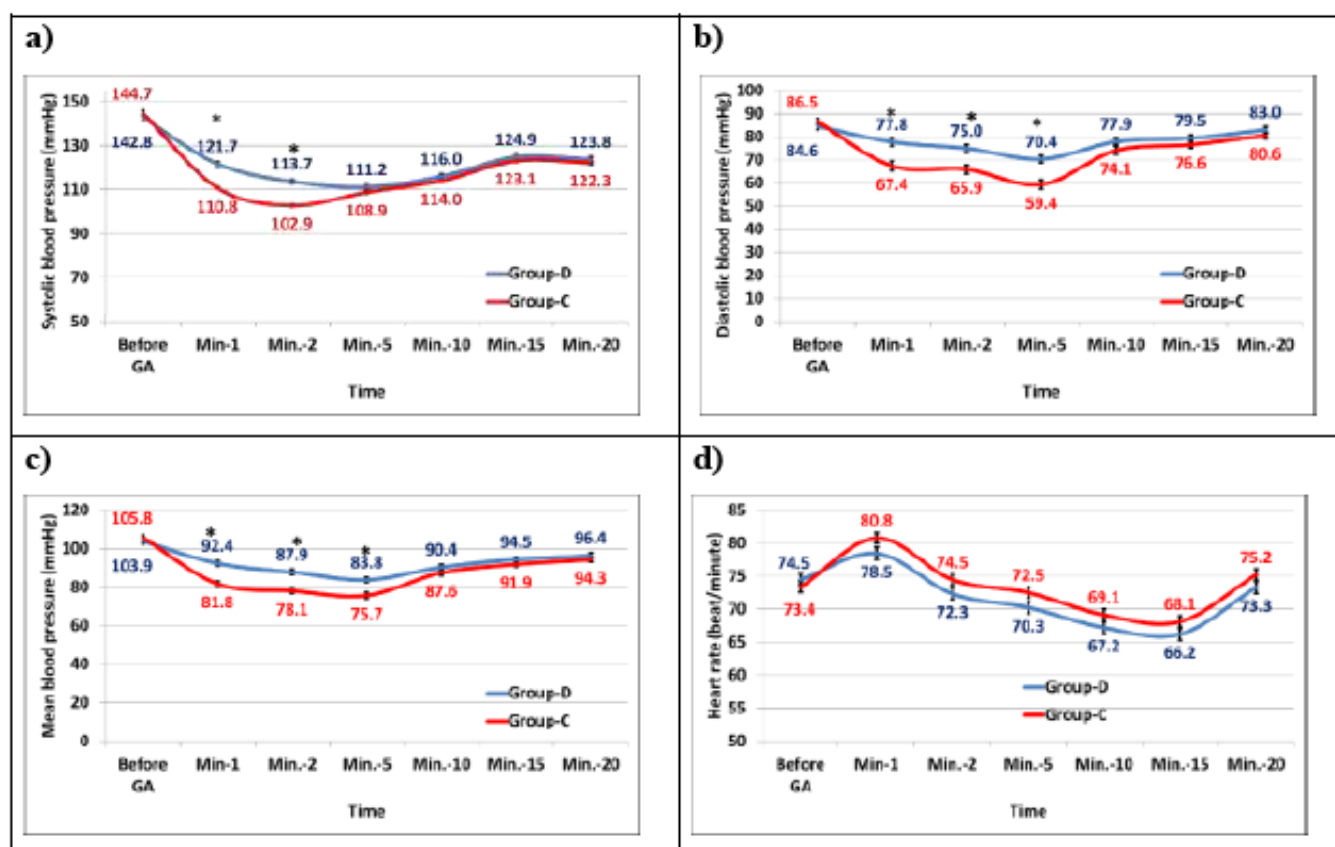 a)
Systolic blood pressure (mmHg)
150
130
110
90
70
50
144.7
142.8
*
121.7
110.8
*
113.7
102.9
111.2
108.9
116.0
114.0
124.9
123.1
123.8
122.3
Group-D
Group-C
Before GA
Min-1
Min.-2
Min.-5
Min.-10
Min.-15
Min.-20
Time
b)
Diastolic blood pressure (mmHg)
100
90
80
70
60
50
40
30
20
10
0
86.5
84.6
*
77.8
67.4
*
75.0
65.9
*
70.4
59.4
77.9
74.1
79.5
76.6
83.0
80.6
Group-D
Group-C
Before GA
Min-1
Min.-2
Min.-5
Min.-10
Min.-15
Min.-20
Time
c)
Mean blood pressure (mmHg)
120
100
80
60
40
20
0
105.8
103.9
*
92.4
81.8
*
87.9
78.1
*
83.8
75.7
90.4
87.6
94.5
91.9
96.4
94.3
Group-D
Group-C
Before GA
Min-1
Min.-2
Min.-5
Min.-10
Min.-15
Min.-20
Time
d)
Heart rate (beat/minute)
85
80
75
70
65
60
55
50
74.5
73.4
80.8
78.5
74.5
72.3
72.5
70.3
69.1
67.2
68.1
66.2
75.2
73.3
Group-D
Group-C
Before GA
Min-1
Min.-2
Min.-5
Min.-10
Min.-15
Min.-20
Time